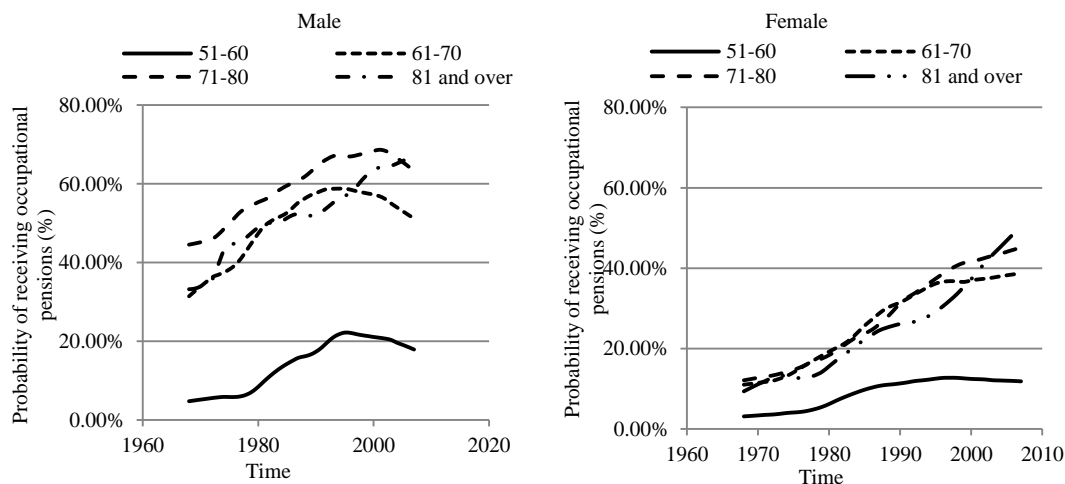 Male
51-60 61-70
71-80 81 and over
Probability of receiving occupational
pensions (%)
80.00%
60.00%
40.00%
20.00%
0.00%
1960 1980 2000 2020
Time
Female
51-60 61-70
71-80 81 and over
Probability of receiving occupational
pensions (%)
80.00%
60.00%
40.00%
20.00%
0.00%
1960 1970 1980 1990 2000 2010
Time